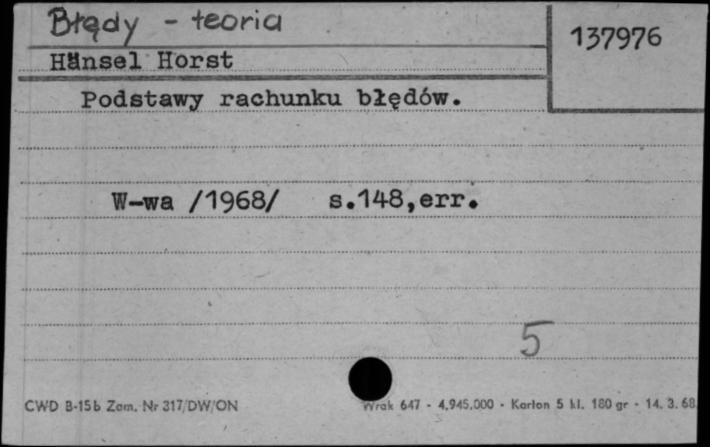 Błędy - teoria
137976
Hänsel Horst
Podstawy rachunku błędów.
W-wa /1968/ s.148,err.
5
CWD B-15b Zam. Nr 317/DW/ON Wrak 647 - 4.945.000 - Karton 5 kl. 180 gr - 14. 3. 68.